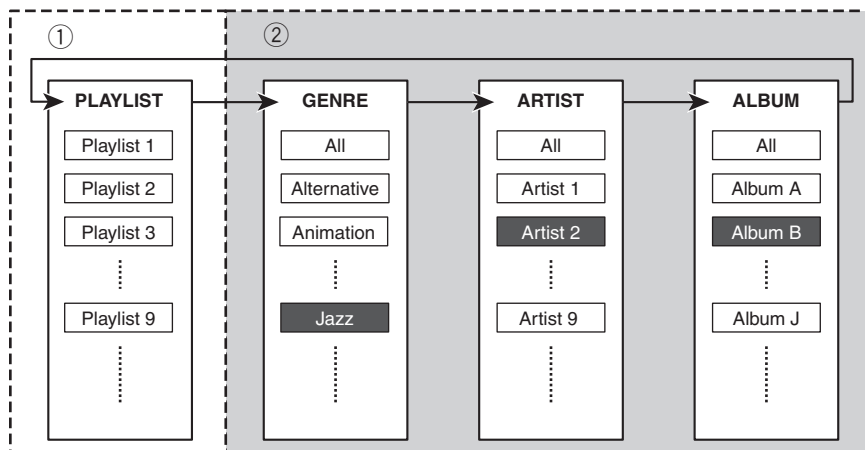 ① ②
PLAYLIST GENRE ARTIST ALBUM
Playlist 1 All All All
Playlist 2 Alternative Artist 1 Album A
Playlist 3 Animation Artist 2 Album B
Playlist 9 Jazz Artist 9 Album J